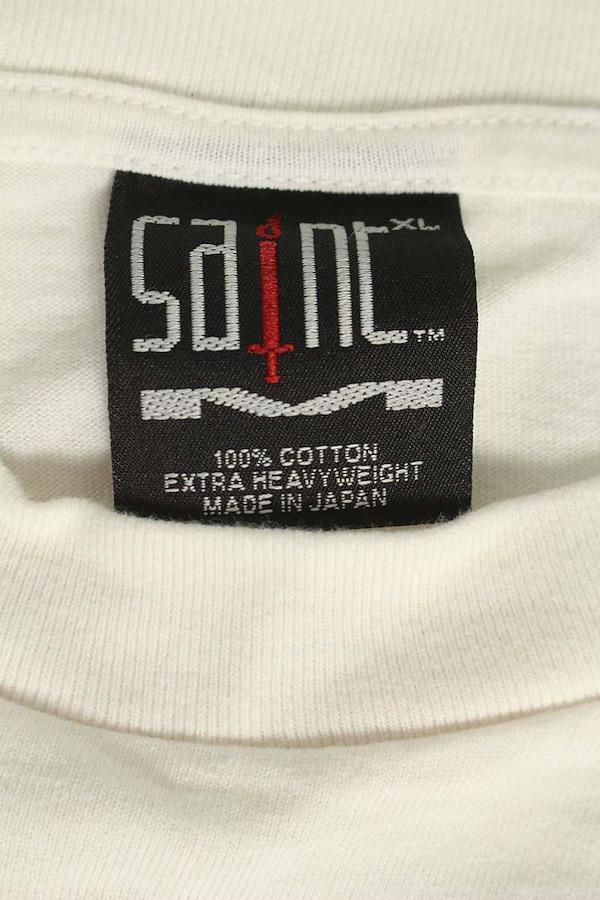 SAINT XL
TM
100% COTTON
EXTRA HEAVYWEIGHT
MADE IN JAPAN